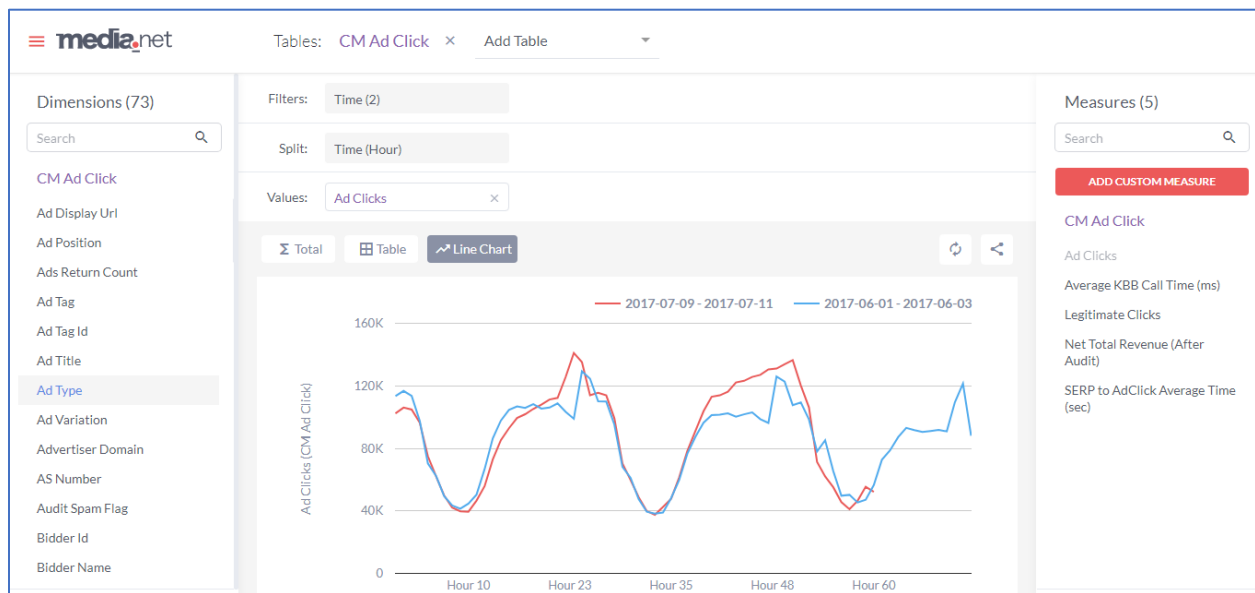 media.net
Tables: CM Ad Click × Add Table
Dimensions (73)
Search
CM Ad Click
Ad Display Url
Ad Position
Ads Return Count
Ad Tag
Ad Tag Id
Ad Title
Ad Type
Ad Variation
Advertiser Domain
AS Number
Audit Spam Flag
Bidder Id
Bidder Name
Filters: Time (2)
Split: Time (Hour)
Values: Ad Clicks ×
Σ Total Table Line Chart
2017-07-09 - 2017-07-11 2017-06-01 - 2017-06-03
Ad Clicks (CM Ad Click)
160K
120K
80K
40K
0
Hour 10 Hour 23 Hour 35 Hour 48 Hour 60
Measures (5)
Search
ADD CUSTOM MEASURE
CM Ad Click
Ad Clicks
Average KBB Call Time (ms)
Legitimate Clicks
Net Total Revenue (After
Audit)
SERP to AdClick Average Time
(sec)